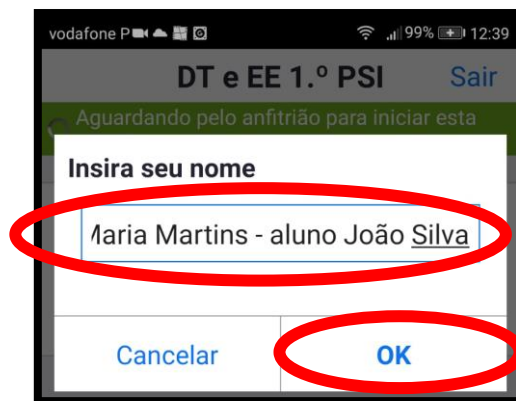 vodafone P 99% 12:39
DT e EE 1.º PSI Sair
Aguardando pelo anfitrião para iniciar esta
Insira seu nome
Maria Martins - aluno João Silva
Cancelar OK